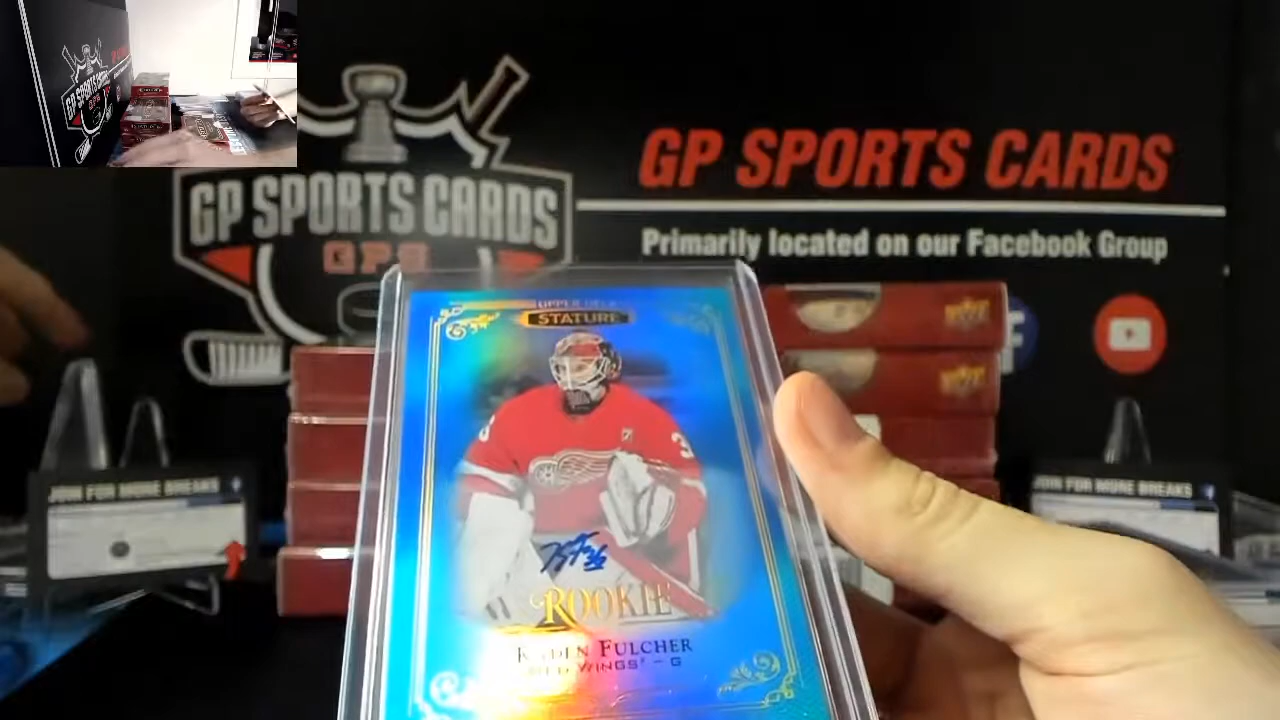 GP SPORTS CARDS
GPS
GP SPORTS CARDS
Primarily located on our Facebook Group
UPPER DECK
STATURE
ROOKIE
KADEN FULCHER
RED WINGS - G
JOIN FOR MORE BREAKS
JOIN FOR MORE BREAKS